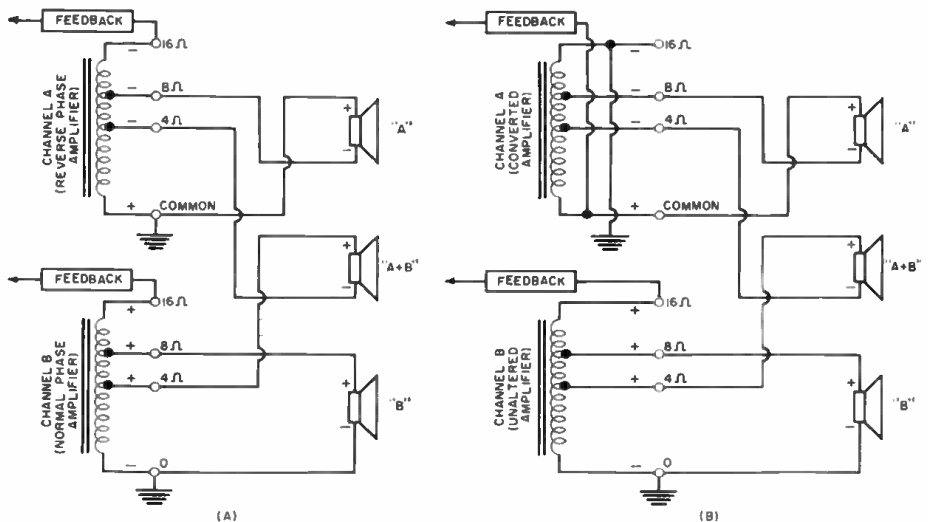 FEEDBACK
16Ω
CHANNEL A
(REVERSE PHASE
AMPLIFIER)
−
−
8Ω
−
4Ω
+
COMMON
+
−
"A"
+
−
"A+B"
FEEDBACK
16Ω
+
CHANNEL B
(NORMAL PHASE
AMPLIFIER)
+
8Ω
+
4Ω
−
0
+
−
"B"
(A)
FEEDBACK
16Ω
CHANNEL A
(CONVERTED
AMPLIFIER)
−
−
8Ω
−
4Ω
+
COMMON
+
−
"A"
+
−
"A+B"
FEEDBACK
16Ω
+
CHANNEL B
(UNALTERED
AMPLIFIER)
+
8Ω
+
4Ω
−
0
+
−
"B"
(B)